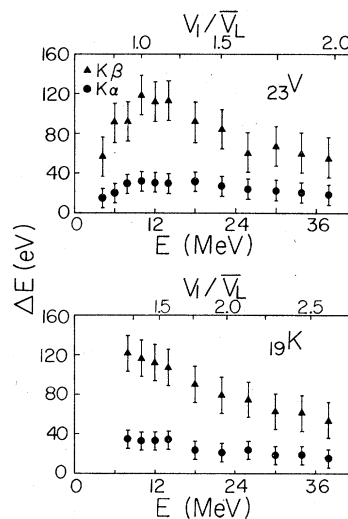 V₁/V̅L
1.0 1.5 2.0
160
120
80
40
0
▲ Kβ
● Kα
₂₃V
0 12 24 36
E (MeV)
ΔE (eV)
V₁/V̅L
1.5 2.0 2.5
160
120
80
40
0
₁₉K
0 12 24 36
E (MeV)